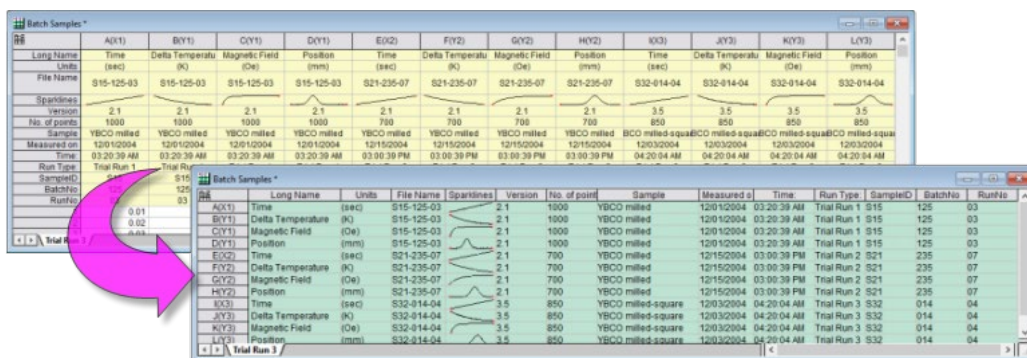 Batch Samples *
A(X1) B(Y1) C(Y1) D(Y1) E(X2) F(Y2) G(Y2) H(Y2) I(X3) J(Y3) K(Y3) L(Y3)
Long Name Time Delta Temperatu Magnetic Field Position Time Delta Temperatu Magnetic Field Position Time Delta Temperatu Magnetic Field Position
Units (sec) (K) (Oe) (mm) (sec) (K) (Oe) (mm) (sec) (K) (Oe) (mm)
File Name S15-125-03 S15-125-03 S15-125-03 S15-125-03 S21-235-07 S21-235-07 S21-235-07 S21-235-07 S32-014-04 S32-014-04 S32-014-04 S32-014-04
Sparklines
Version 2.1 2.1 2.1 2.1 2.1 2.1 2.1 2.1 3.5 3.5 3.5 3.5
No. of points 1000 1000 1000 1000 700 700 700 700 850 850 850 850
Sample YBCO milled YBCO milled YBCO milled YBCO milled YBCO milled YBCO milled YBCO milled YBCO milled BCO milled-squa BCO milled-squa BCO milled-squa BCO milled-squa
Measured on 12/01/2004 12/01/2004 12/01/2004 12/01/2004 12/15/2004 12/15/2004 12/15/2004 12/15/2004 12/03/2004 12/03/2004 12/03/2004 12/03/2004
Time: 03:20:39 AM 03:20:39 AM 03:20:39 AM 03:20:39 AM 03:00:39 PM 03:00:39 PM 03:00:39 PM 03:00:39 PM 04:20:04 AM 04:20:04 AM 04:20:04 AM 04:20:04 AM
Run Type: Trial Run 1
SampleID S15
BatchNo 125
RunNo 03
0.01
0.02
0.03
Trial Run 3
Batch Samples *
Long Name Units File Name Sparklines Version No. of point Sample Measured o Time: Run Type: SampleID BatchNo RunNo
A(X1) Time (sec) S15-125-03 2.1 1000 YBCO milled 12/01/2004 03:20:39 AM Trial Run 1 S15 125 03
B(Y1) Delta Temperature (K) S15-125-03 2.1 1000 YBCO milled 12/01/2004 03:20:39 AM Trial Run 1 S15 125 03
C(Y1) Magnetic Field (Oe) S15-125-03 2.1 1000 YBCO milled 12/01/2004 03:20:39 AM Trial Run 1 S15 125 03
D(Y1) Position (mm) S15-125-03 2.1 1000 YBCO milled 12/01/2004 03:20:39 AM Trial Run 1 S15 125 03
E(X2) Time (sec) S21-235-07 2.1 700 YBCO milled 12/15/2004 03:00:39 PM Trial Run 2 S21 235 07
F(Y2) Delta Temperature (K) S21-235-07 2.1 700 YBCO milled 12/15/2004 03:00:39 PM Trial Run 2 S21 235 07
G(Y2) Magnetic Field (Oe) S21-235-07 2.1 700 YBCO milled 12/15/2004 03:00:39 PM Trial Run 2 S21 235 07
H(Y2) Position (mm) S21-235-07 2.1 700 YBCO milled 12/15/2004 03:00:39 PM Trial Run 2 S21 235 07
I(X3) Time (sec) S32-014-04 3.5 850 YBCO milled-square 12/03/2004 04:20:04 AM Trial Run 3 S32 014 04
J(Y3) Delta Temperature (K) S32-014-04 3.5 850 YBCO milled-square 12/03/2004 04:20:04 AM Trial Run 3 S32 014 04
K(Y3) Magnetic Field (Oe) S32-014-04 3.5 850 YBCO milled-square 12/03/2004 04:20:04 AM Trial Run 3 S32 014 04
L(Y3) Position (mm) S32-014-04 3.5 850 YBCO milled-square 12/03/2004 04:20:04 AM Trial Run 3 S32 014 04
Trial Run 3